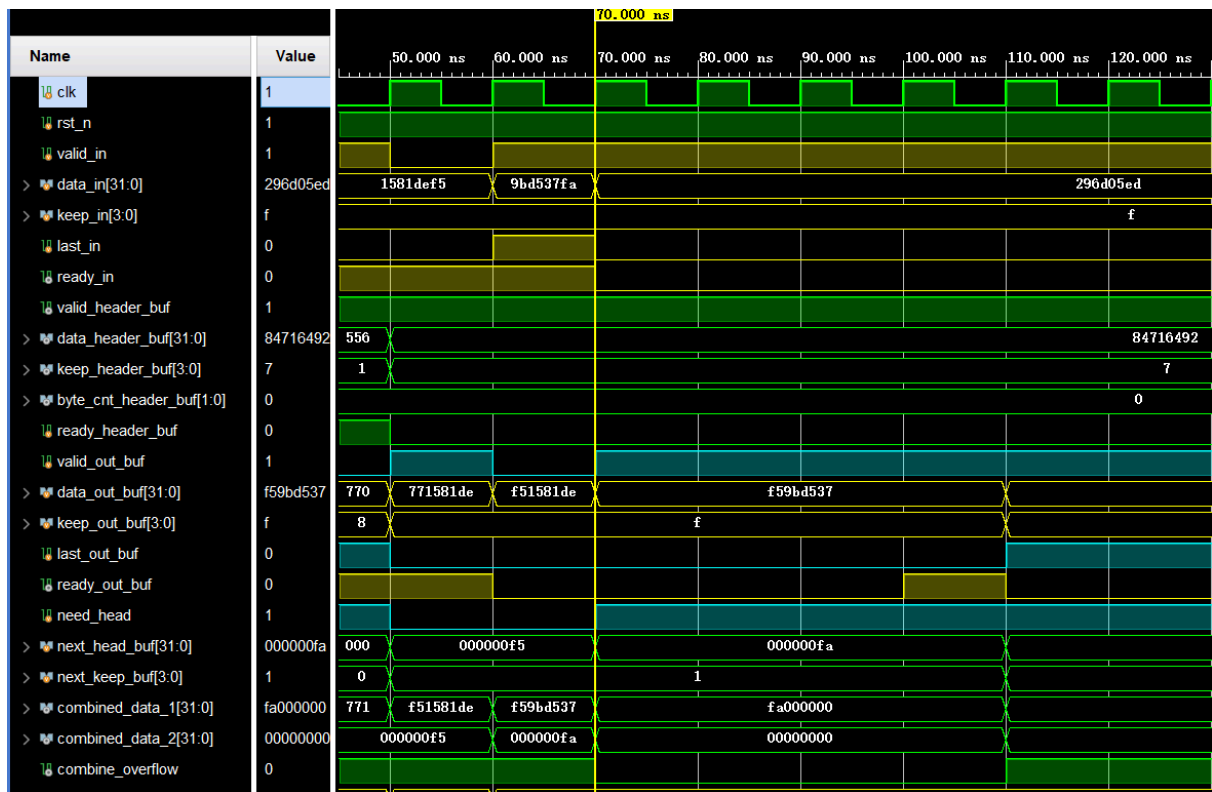 70.000 ns
Name Value 50.000 ns 60.000 ns 70.000 ns 80.000 ns 90.000 ns 100.000 ns 110.000 ns 120.000 ns
clk 1
rst_n 1
valid_in 1
data_in[31:0] 296d05ed 1581def5 9bd537fa 296d05ed
keep_in[3:0] f f
last_in 0
ready_in 0
valid_header_buf 1
data_header_buf[31:0] 84716492 556 84716492
keep_header_buf[3:0] 7 1 7
byte_cnt_header_buf[1:0] 0 0
ready_header_buf 0
valid_out_buf 1
data_out_buf[31:0] f59bd537 770 771581de f51581de f59bd537
keep_out_buf[3:0] f 8 f
last_out_buf 0
ready_out_buf 0
need_head 1
next_head_buf[31:0] 000000fa 000 000000f5 000000fa
next_keep_buf[3:0] 1 0 1
combined_data_1[31:0] fa000000 771 f51581de f59bd537 fa000000
combined_data_2[31:0] 00000000 000000f5 000000fa 00000000
combine_overflow 0